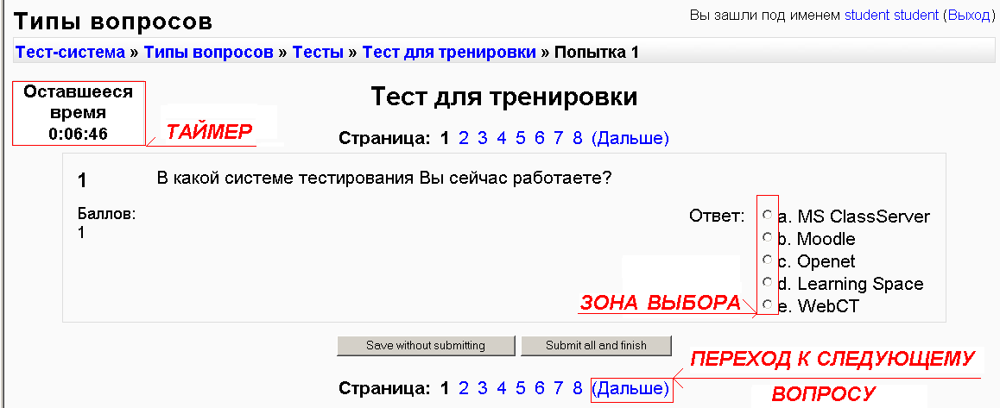 Типы вопросов
Вы зашли под именем student student (Выход)
Тест-система » Типы вопросов » Тесты » Тест для тренировки » Попытка 1
Оставшееся
время
0:06:46
ТАЙМЕР
Тест для тренировки
Страница: 1 2 3 4 5 6 7 8 (Дальше)
1
В какой системе тестирования Вы сейчас работаете?
Баллов:
1
Ответ:
a. MS ClassServer
b. Moodle
c. Openet
d. Learning Space
e. WebCT
ЗОНА ВЫБОРА
Save without submitting
Submit all and finish
Страница: 1 2 3 4 5 6 7 8 (Дальше)
ПЕРЕХОД К СЛЕДУЮЩЕМУ
ВОПРОСУ